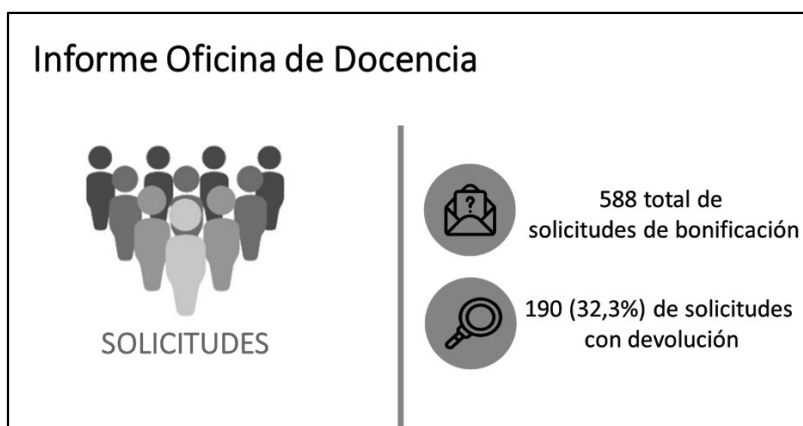 Informe Oficina de Docencia
SOLICITUDES
?
588 total de
solicitudes de bonificación
190 (32,3%) de solicitudes
con devolución